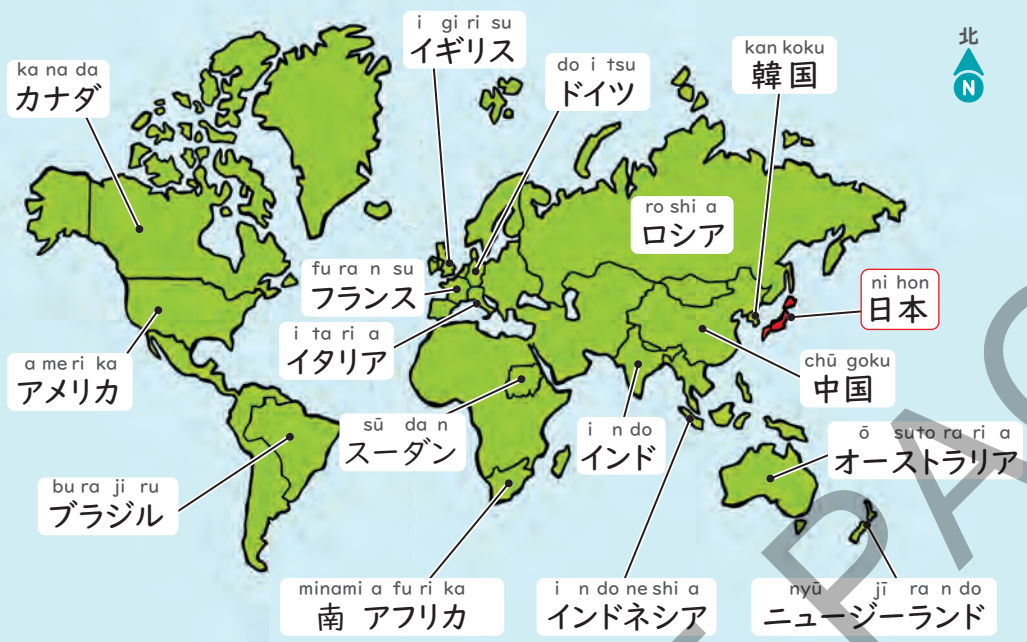 i gi ri su
イギリス
kan koku
韓国
北
N
ka na da
カナダ
do i tsu
ドイツ
ro shi a
ロシア
fu ra n su
フランス
ni hon
日本
i ta ri a
イタリア
a me ri ka
アメリカ
chū goku
中国
sū da n
スーダン
i n do
インド
ō suto ra ri a
オーストラリア
bu ra ji ru
ブラジル
minami a fu ri ka
南 アフリカ
i n do ne shi a
インドネシア
nyū jī ra n do
ニュージーランド
PAG